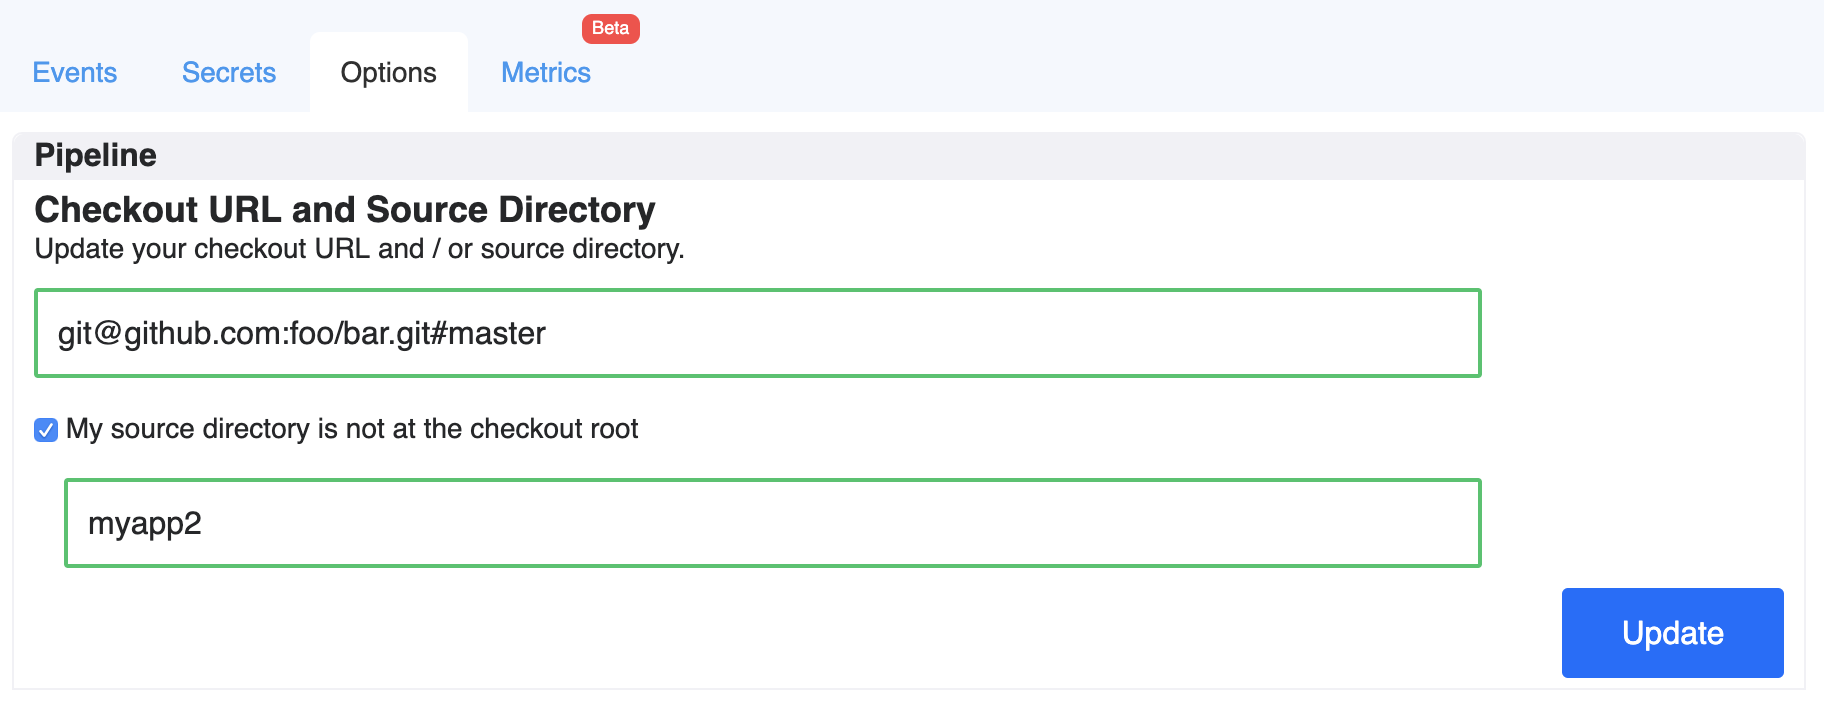 Beta
Events Secrets Options Metrics
Pipeline
Checkout URL and Source Directory
Update your checkout URL and / or source directory.
git@github.com:foo/bar.git#master
My source directory is not at the checkout root
myapp2
Update